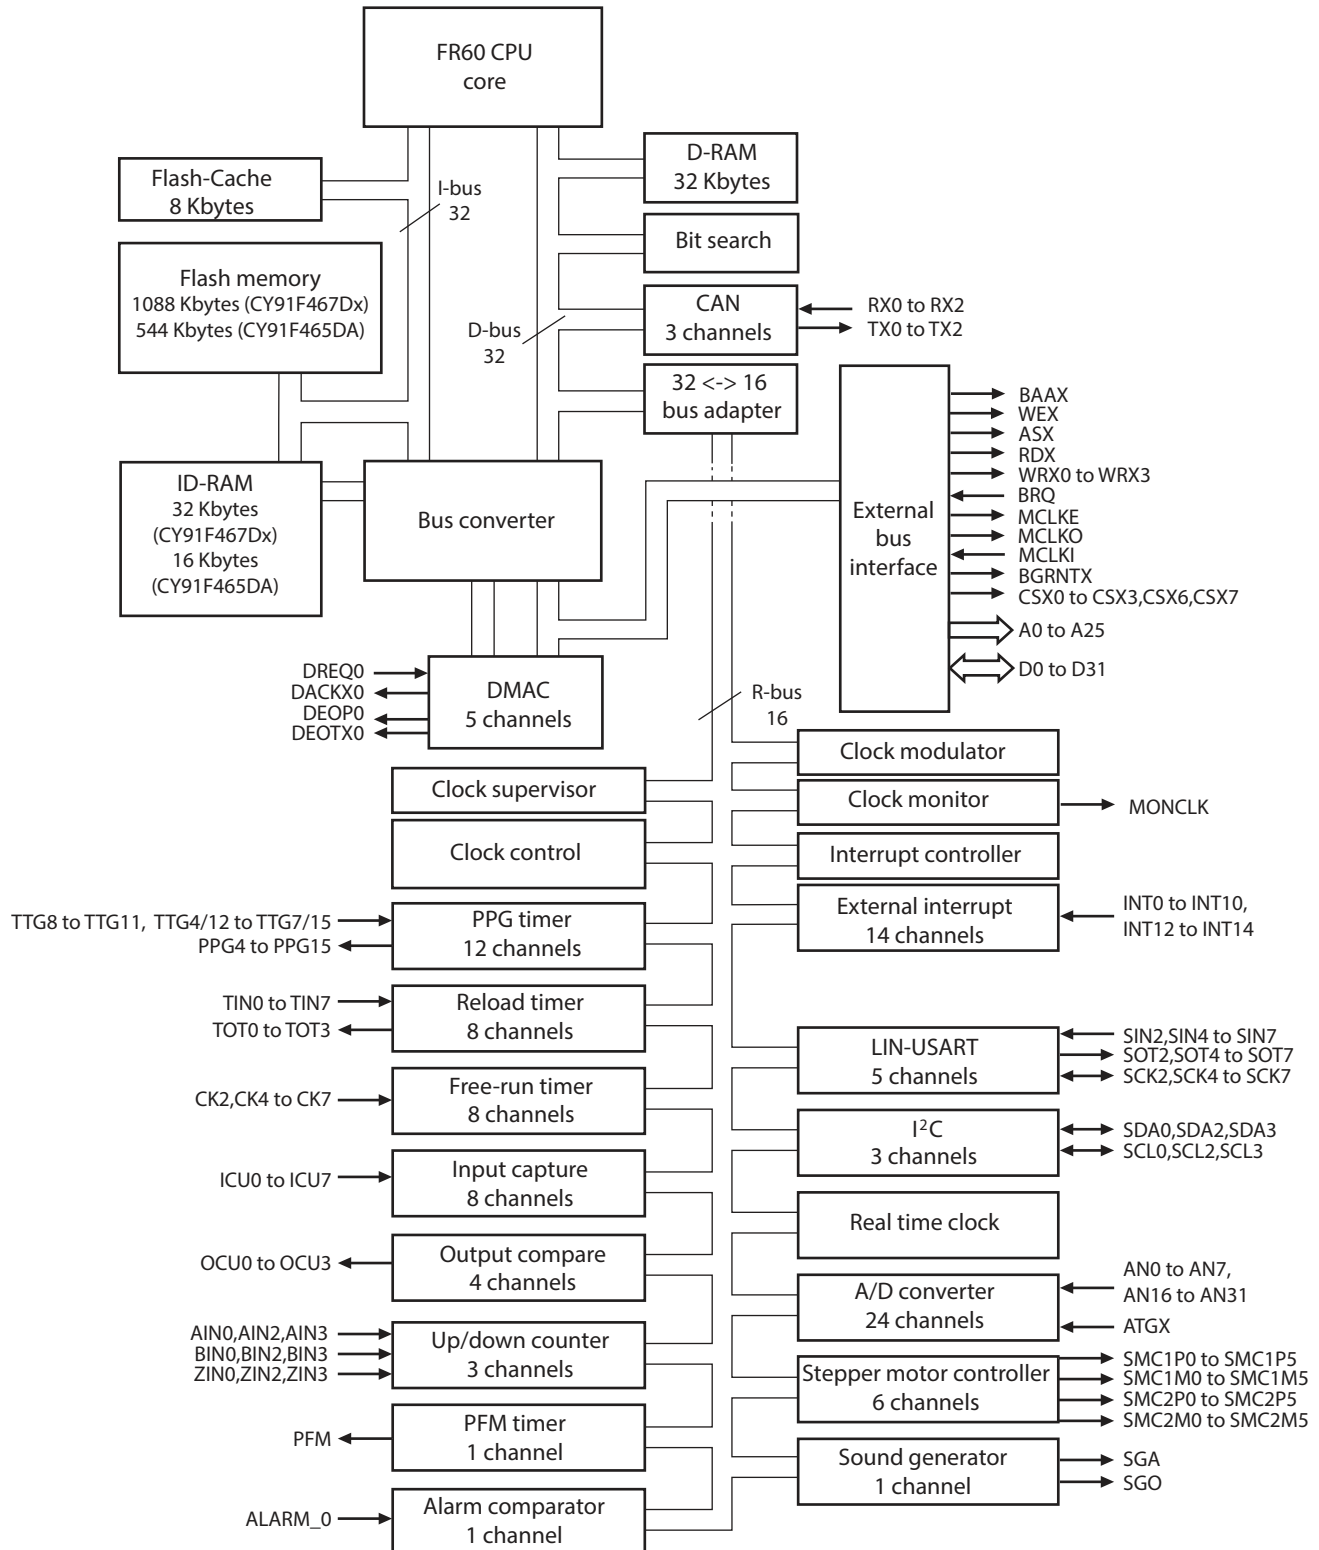 FR60 CPU
core
Flash-Cache
8 Kbytes
I-bus
32
D-RAM
32 Kbytes
Bit search
Flash memory
1088 Kbytes (CY91F467Dx)
544 Kbytes (CY91F465DA)
CAN
3 channels
RX0 to RX2
TX0 to TX2
D-bus
32
32 <-> 16
bus adapter
ID-RAM
32 Kbytes
(CY91F467Dx)
16 Kbytes
(CY91F465DA)
Bus converter
External
bus
interface
BAAX
WEX
ASX
RDX
WRX0 to WRX3
BRQ
MCLKE
MCLKO
MCLKI
BGRNTX
CSX0 to CSX3,CSX6,CSX7
A0 to A25
D0 to D31
DREQ0
DACKX0
DEOP0
DEOTX0
DMAC
5 channels
R-bus
16
Clock modulator
Clock supervisor
Clock monitor
MONCLK
Clock control
Interrupt controller
TTG8 to TTG11, TTG4/12 to TTG7/15
PPG4 to PPG15
PPG timer
12 channels
External interrupt
14 channels
INT0 to INT10,
INT12 to INT14
TIN0 to TIN7
TOT0 to TOT3
Reload timer
8 channels
LIN-USART
5 channels
SIN2,SIN4 to SIN7
SOT2,SOT4 to SOT7
SCK2,SCK4 to SCK7
CK2,CK4 to CK7
Free-run timer
8 channels
I²C
3 channels
SDA0,SDA2,SDA3
SCL0,SCL2,SCL3
ICU0 to ICU7
Input capture
8 channels
Real time clock
OCU0 to OCU3
Output compare
4 channels
A/D converter
24 channels
AN0 to AN7,
AN16 to AN31
ATGX
AIN0,AIN2,AIN3
BIN0,BIN2,BIN3
ZIN0,ZIN2,ZIN3
Up/down counter
3 channels
Stepper motor controller
6 channels
SMC1P0 to SMC1P5
SMC1M0 to SMC1M5
SMC2P0 to SMC2P5
SMC2M0 to SMC2M5
PFM
PFM timer
1 channel
Sound generator
1 channel
SGA
SGO
ALARM_0
Alarm comparator
1 channel